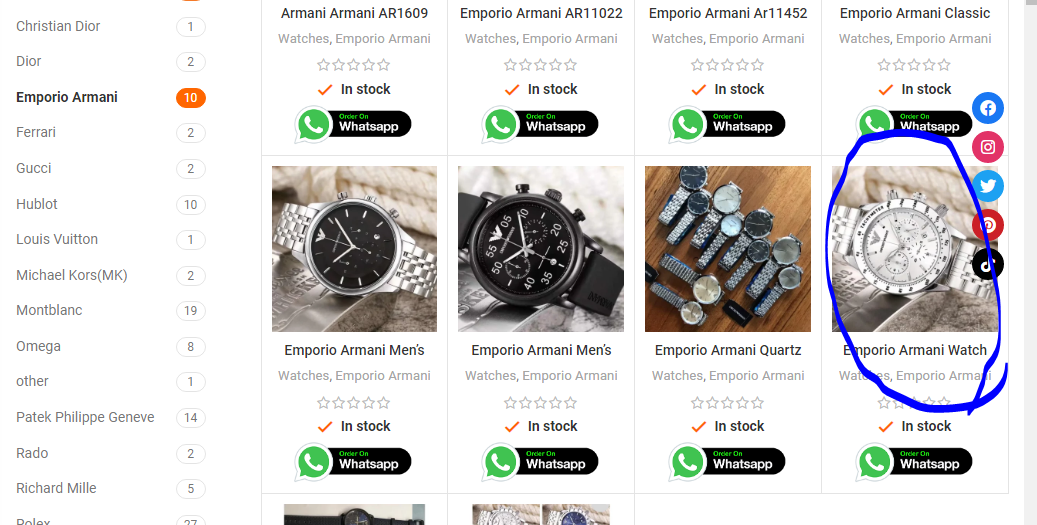 Christian Dior 1
Dior 2
Emporio Armani 10
Ferrari 2
Gucci 2
Hublot 10
Louis Vuitton 1
Michael Kors(MK) 2
Montblanc 19
Omega 8
other 1
Patek Philippe Geneve 14
Rado 2
Richard Mille 5
Rolex 27
Armani Armani AR1609
Emporio Armani AR11022
Emporio Armani Ar11452
Emporio Armani Classic
Watches, Emporio Armani
Watches, Emporio Armani
Watches, Emporio Armani
Watches, Emporio Armani
In stock
In stock
In stock
In stock
Order On
Whatsapp
Order On
Whatsapp
Order On
Whatsapp
Order On
Whatsapp
Emporio Armani Men's
Emporio Armani Men's
Emporio Armani Quartz
Emporio Armani Watch
Watches, Emporio Armani
Watches, Emporio Armani
Watches, Emporio Armani
Watches, Emporio Armani
In stock
In stock
In stock
In stock
Order On
Whatsapp
Order On
Whatsapp
Order On
Whatsapp
Order On
Whatsapp